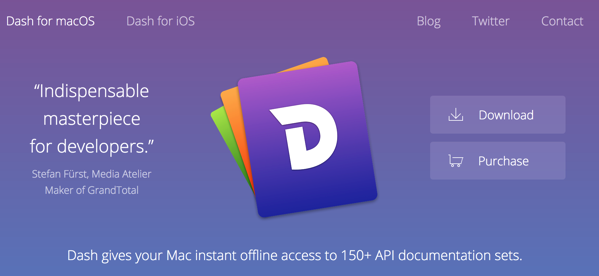 Dash for macOS
Dash for iOS
Blog
Twitter
Contact
“Indispensable
masterpiece
for developers.”
Stefan Fürst, Media Atelier
Maker of GrandTotal
D
Download
Purchase
Dash gives your Mac instant offline access to 150+ API documentation sets.